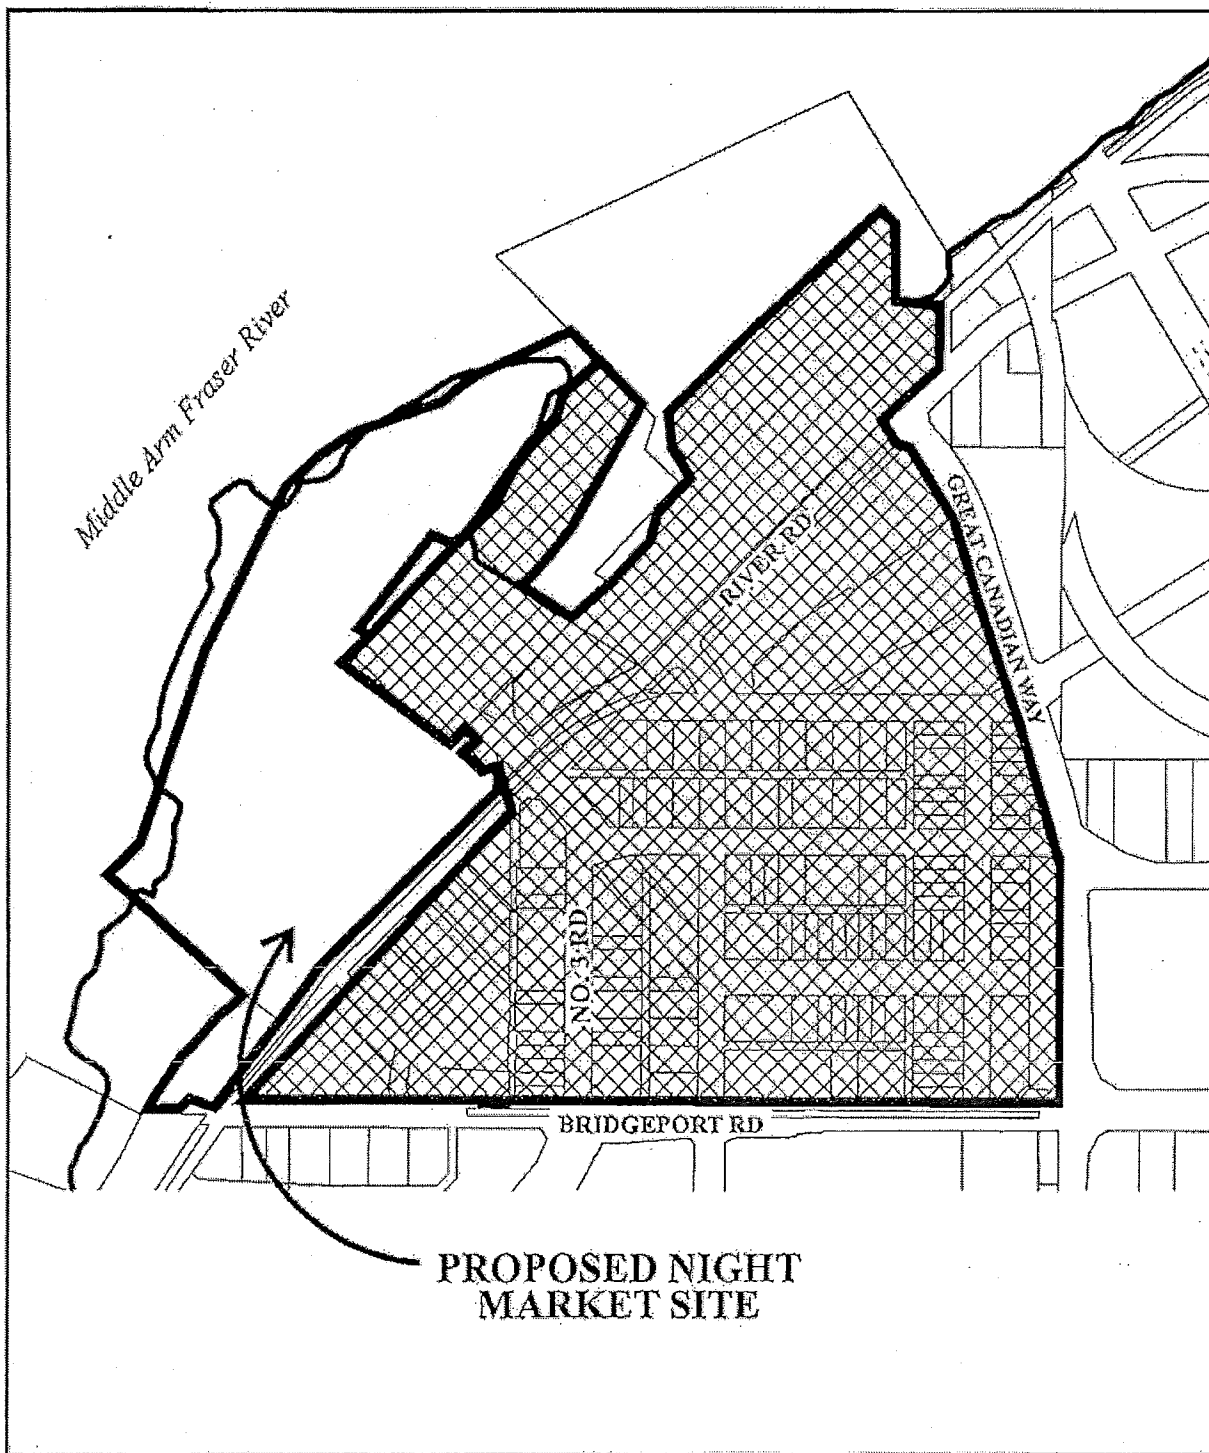 Middle Arm Fraser River
RIVER RD
GREAT CANADIAN WAY
NO. 3 RD
BRIDGEPORT RD
PROPOSED NIGHT
MARKET SITE